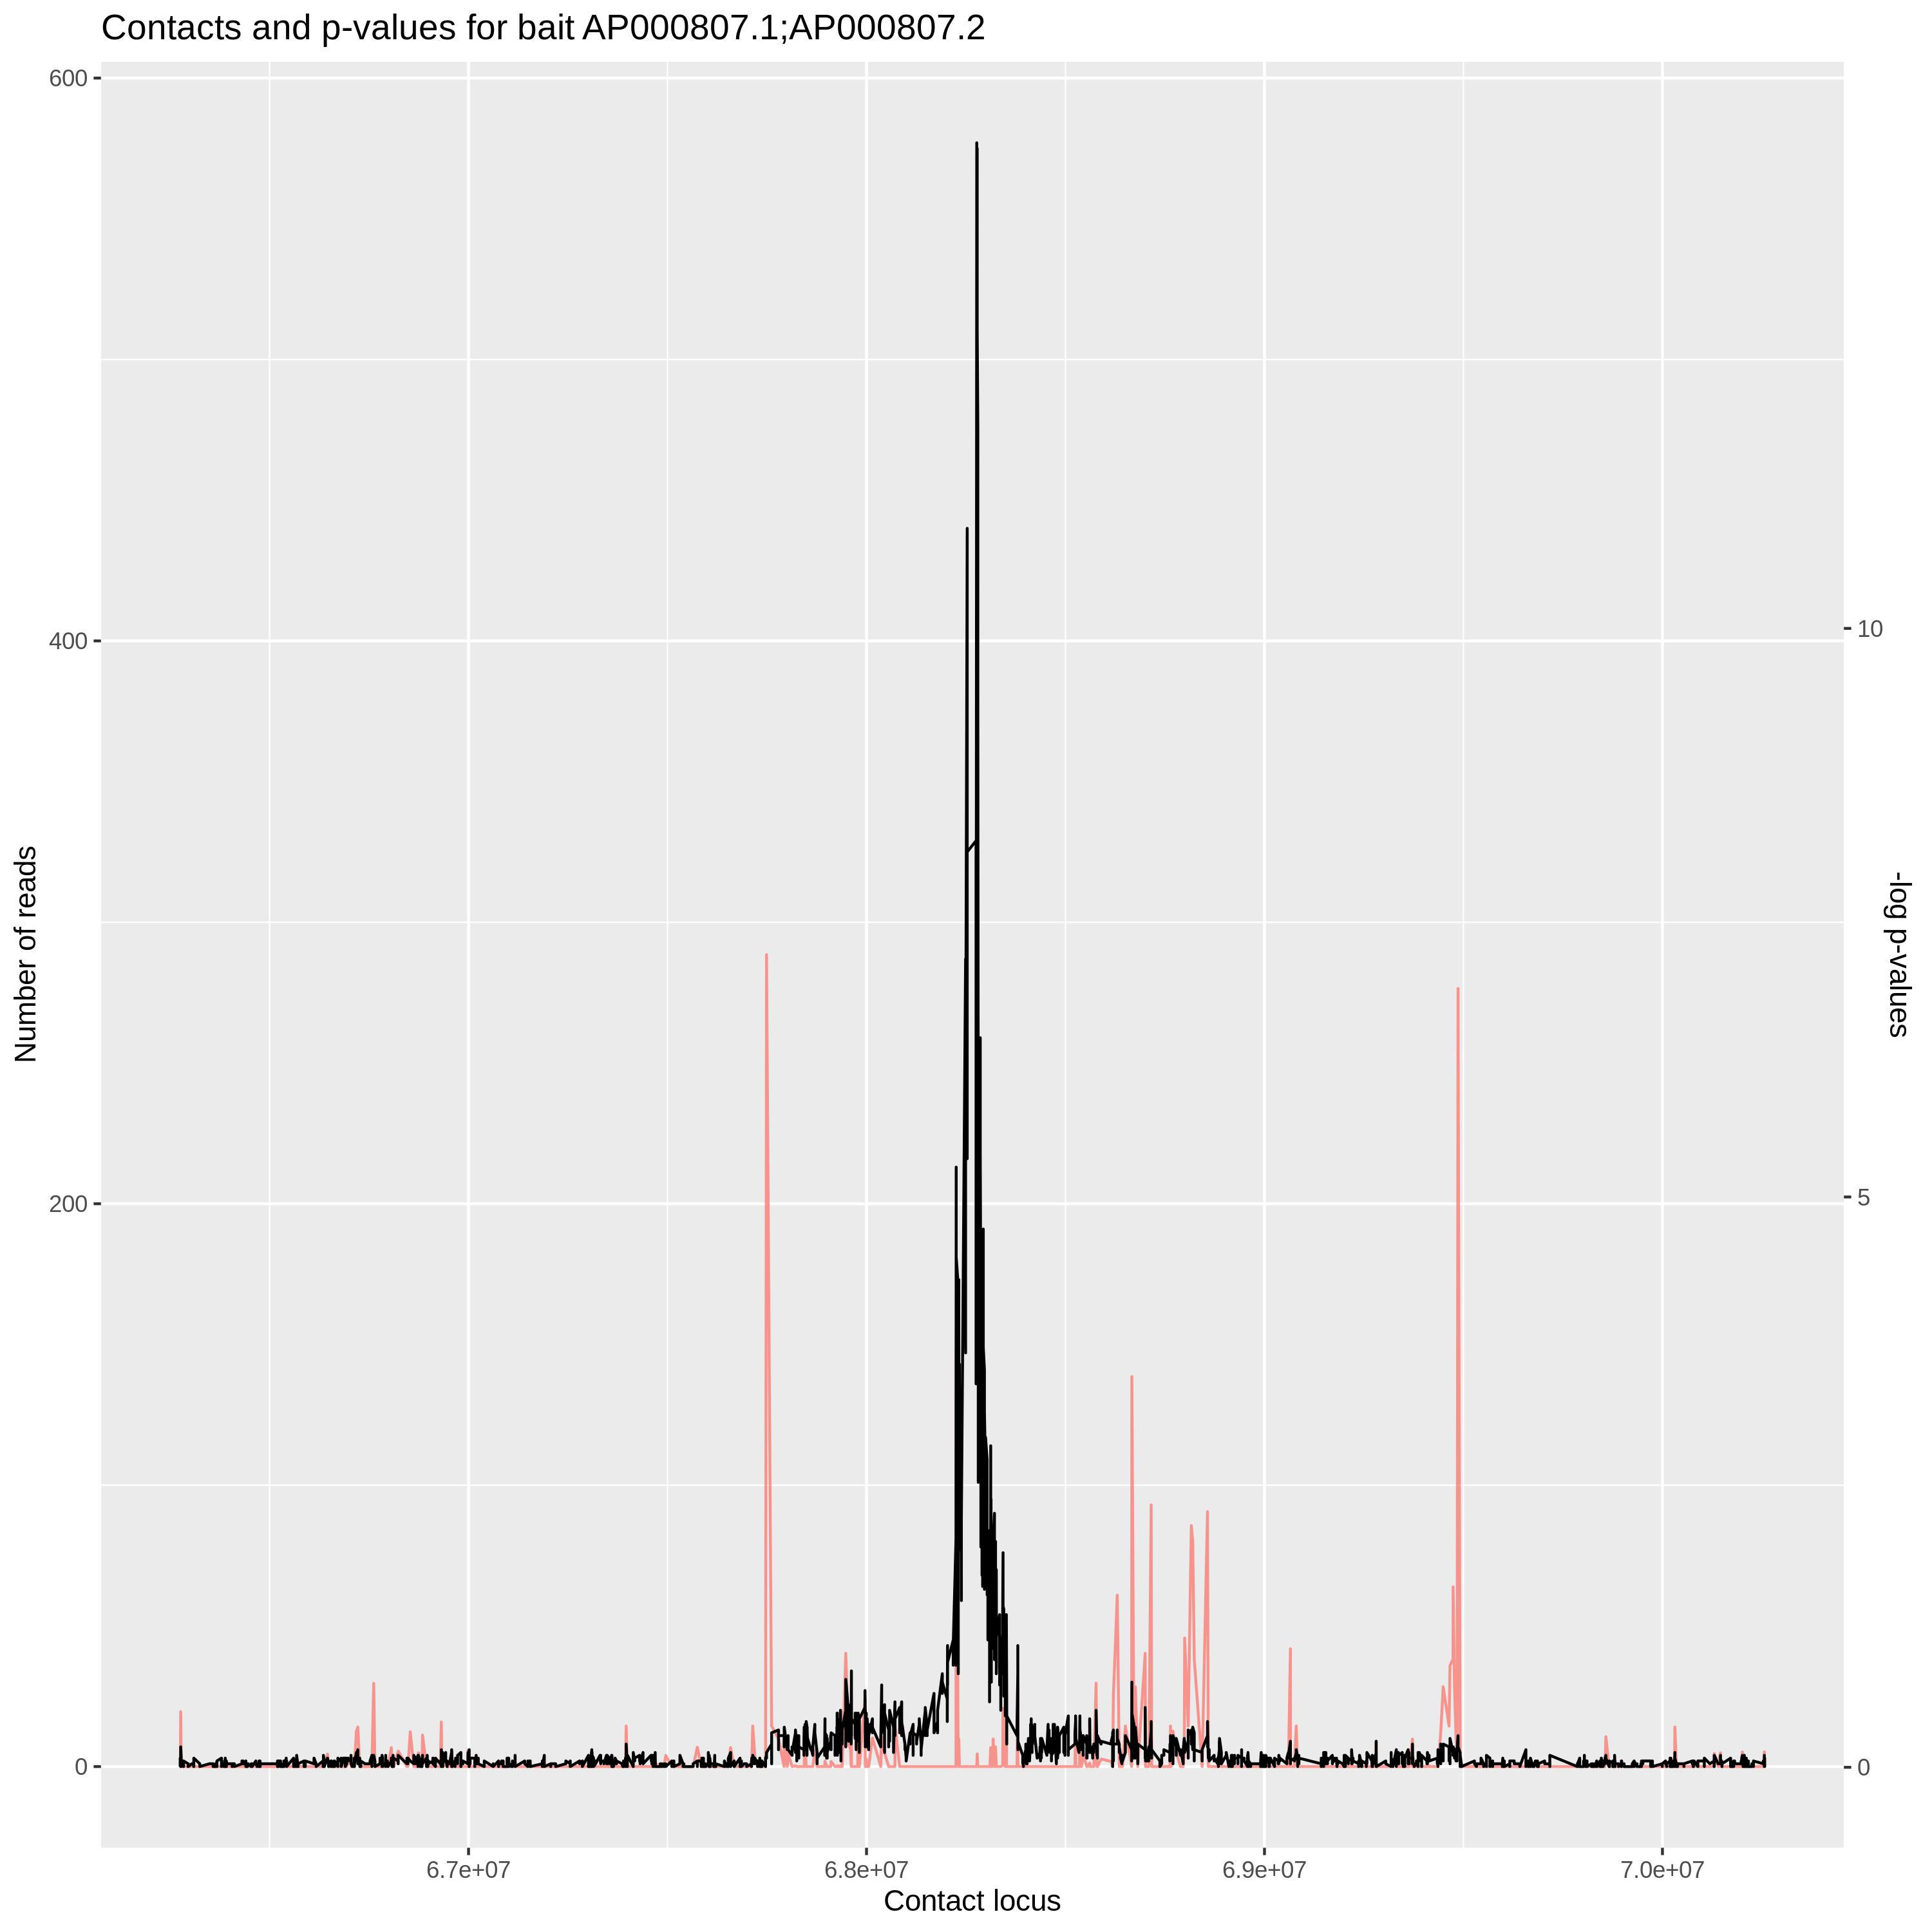 Contacts and p-values for bait AP000807.1;AP000807.2
600
400
200
0
Number of reads
10
5
0
-log p-values
6.7e+07
6.8e+07
6.9e+07
7.0e+07
Contact locus